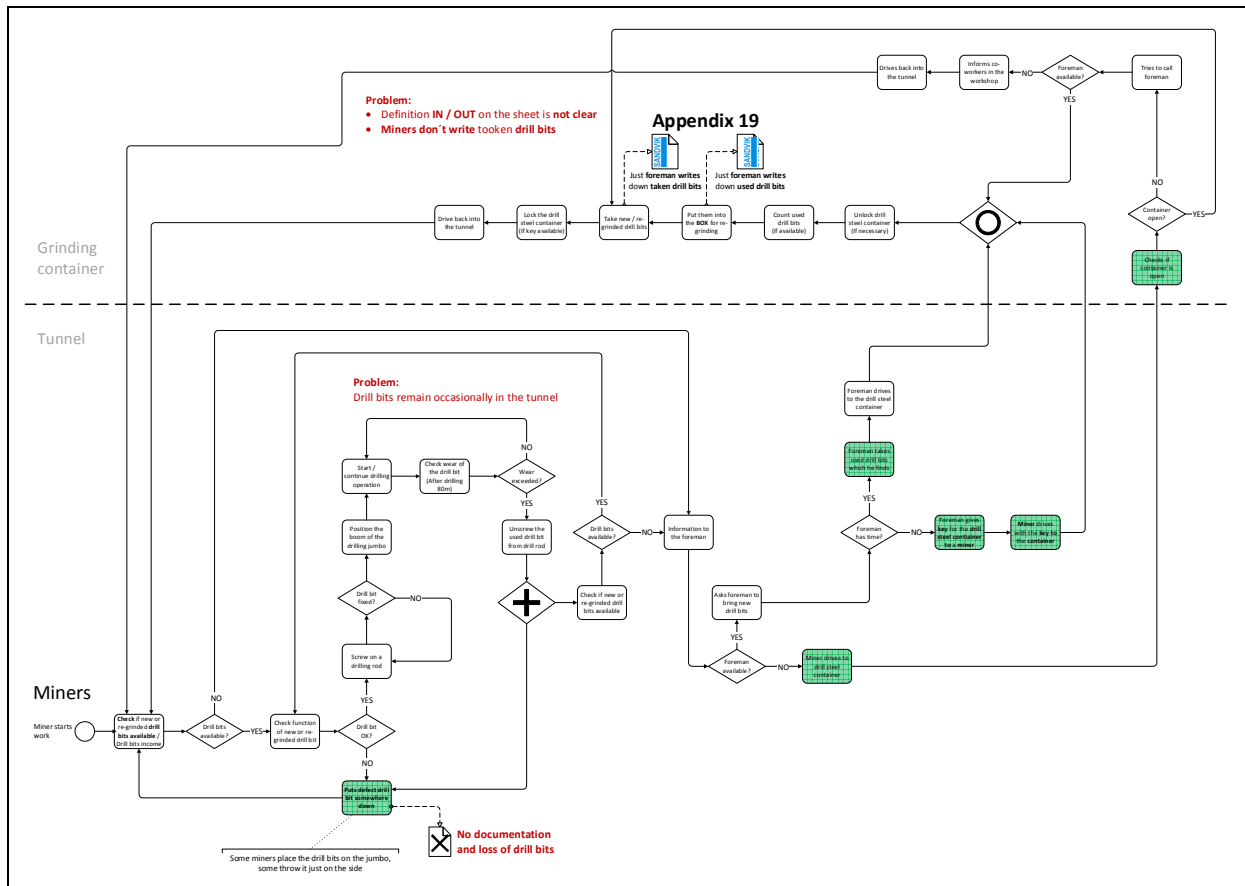 Drives back into
the tunnel
Informs co-
workers in the
workshop
NO
Foreman
available?
Tries to call
foreman
YES
Problem:
• Definition IN / OUT on the sheet is not clear
• Miners don´t write tooken drill bits
Appendix 19
SANDVIK
SANDVIK
Just foreman writes
down taken drill bits
Just foreman writes
down used drill bits
NO
Container
open?
YES
Drive back into
the tunnel
Lock the drill
steel container
(If key available)
Take new / re-
grinded drill bits
Put them into
the BOX for re-
grinding
Count used
drill bits
(If available)
Unlock drill
steel container
(If necessary)
Grinding
container
Checks if
container is
open
Tunnel
Problem:
Drill bits remain occasionally in the tunnel
Foreman drives
to the drill steel
container
NO
Start /
continue drilling
operation
Check wear of
the drill bit
(After drilling
80m)
Wear
exceeded?
YES
Foreman takes
used drill bits
which he finds
YES
YES
Position the
boom of the
drilling jumbo
Unscrew the
used drill bit
from drill rod
Drill bits
available?
NO
Information to
the foreman
Foreman
has time?
NO
Foreman gives
key for the drill
steel contianer
to a miner
Miner drives
with the key to
the container
Drill bit
fixed?
NO
Check if new or
re-grinded drill
bits available
Asks foreman to
bring new
drill bits
YES
Screw on a
drilling rod
Foreman
available?
NO
Miner drives to
drill steel
container
Miners
NO
YES
Miner starts
work
Check if new or
re-grinded drill
bits available /
Drill bits income
Drill bits
available?
YES
Check function
of new or re-
grinded drill bit
Drill bit
OK?
NO
Puts defect drill
bit somewhere
down
No documentation
and loss of drill bits
Some miners place the drill bits on the jumbo,
some throw it just on the side